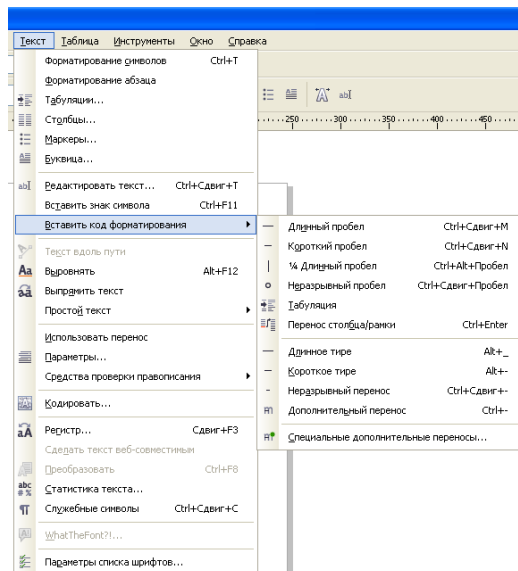 Текст Таблица Инструменты Окно Справка
Форматирование символов Ctrl+T
Форматирование абзаца
Табуляции...
Столбцы...
250 300 350 400 450
Маркеры...
Буквица...
Редактировать текст... Ctrl+Сдвиг+T
Вставить знак символа Ctrl+F11
Вставить код форматирования
Длинный пробел Ctrl+Сдвиг+M
Короткий пробел Ctrl+Сдвиг+N
¼ Длинный пробел Ctrl+Alt+Пробел
Неразрывный пробел Ctrl+Сдвиг+Пробел
Табуляция
Перенос столбца/рамки Ctrl+Enter
Длинное тире Alt+_
Короткое тире Alt+-
Неразрывный перенос Ctrl+Сдвиг+-
Дополнительный перенос Ctrl+-
Специальные дополнительные переносы...
Текст вдоль пути
Выровнять Alt+F12
Выпрямить текст
Простой текст
Использовать перенос
Параметры...
Средства проверки правописания
Кодировать...
Регистр... Сдвиг+F3
Сделать текст веб-совместимым
Преобразовать Ctrl+F8
Статистика текста...
Служебные символы Ctrl+Сдвиг+C
WhatTheFont?!...
Параметры списка шрифтов...